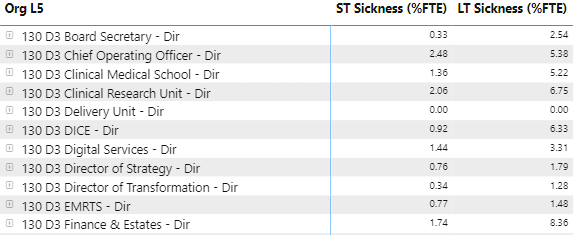 Org L5 ST Sickness (%FTE) LT Sickness (%FTE)
130 D3 Board Secretary - Dir 0.33 2.54
130 D3 Chief Operating Officer - Dir 2.48 5.38
130 D3 Clinical Medical School - Dir 1.36 5.22
130 D3 Clinical Research Unit - Dir 2.06 6.75
130 D3 Delivery Unit - Dir 0.00 0.00
130 D3 DICE - Dir 0.92 6.33
130 D3 Digital Services - Dir 1.44 3.31
130 D3 Director of Strategy - Dir 0.76 1.79
130 D3 Director of Transformation - Dir 0.34 1.28
130 D3 EMRTS - Dir 0.77 1.48
130 D3 Finance & Estates - Dir 1.74 8.36